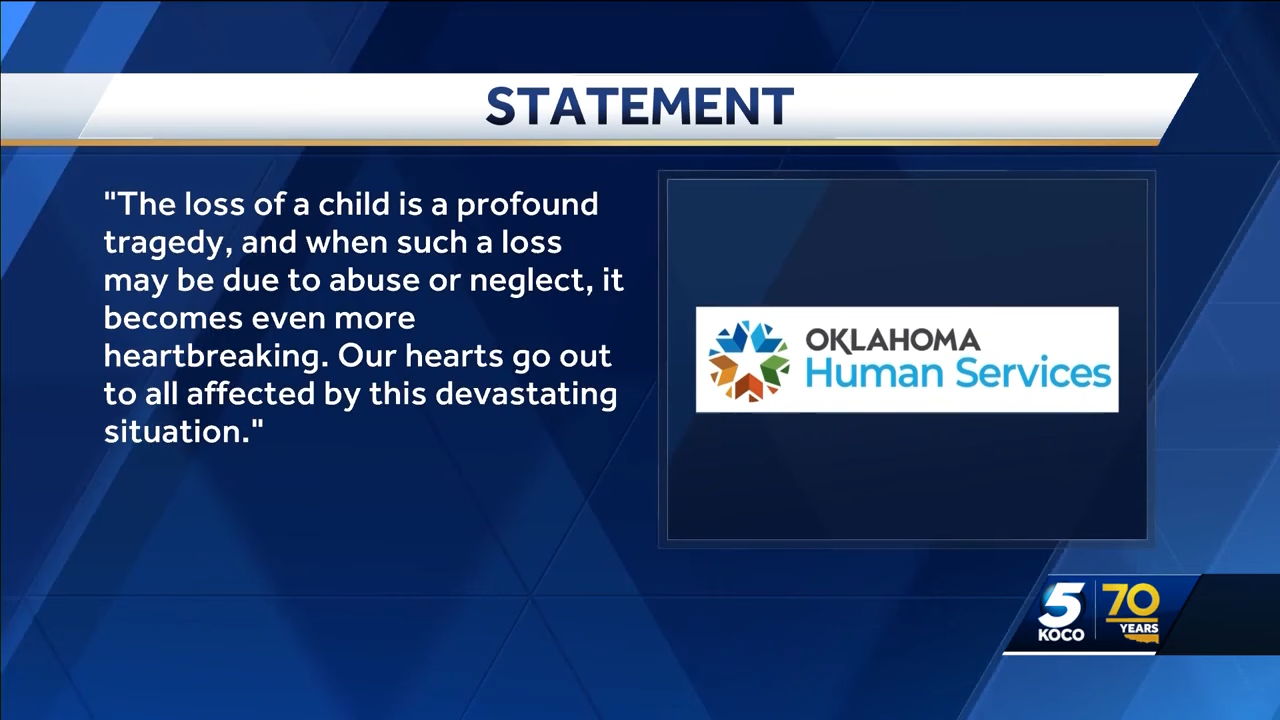 STATEMENT
"The loss of a child is a profound
tragedy, and when such a loss
may be due to abuse or neglect, it
becomes even more
heartbreaking. Our hearts go out
to all affected by this devastating
situation."
OKLAHOMA
Human Services
5
KOCO
70
YEARS